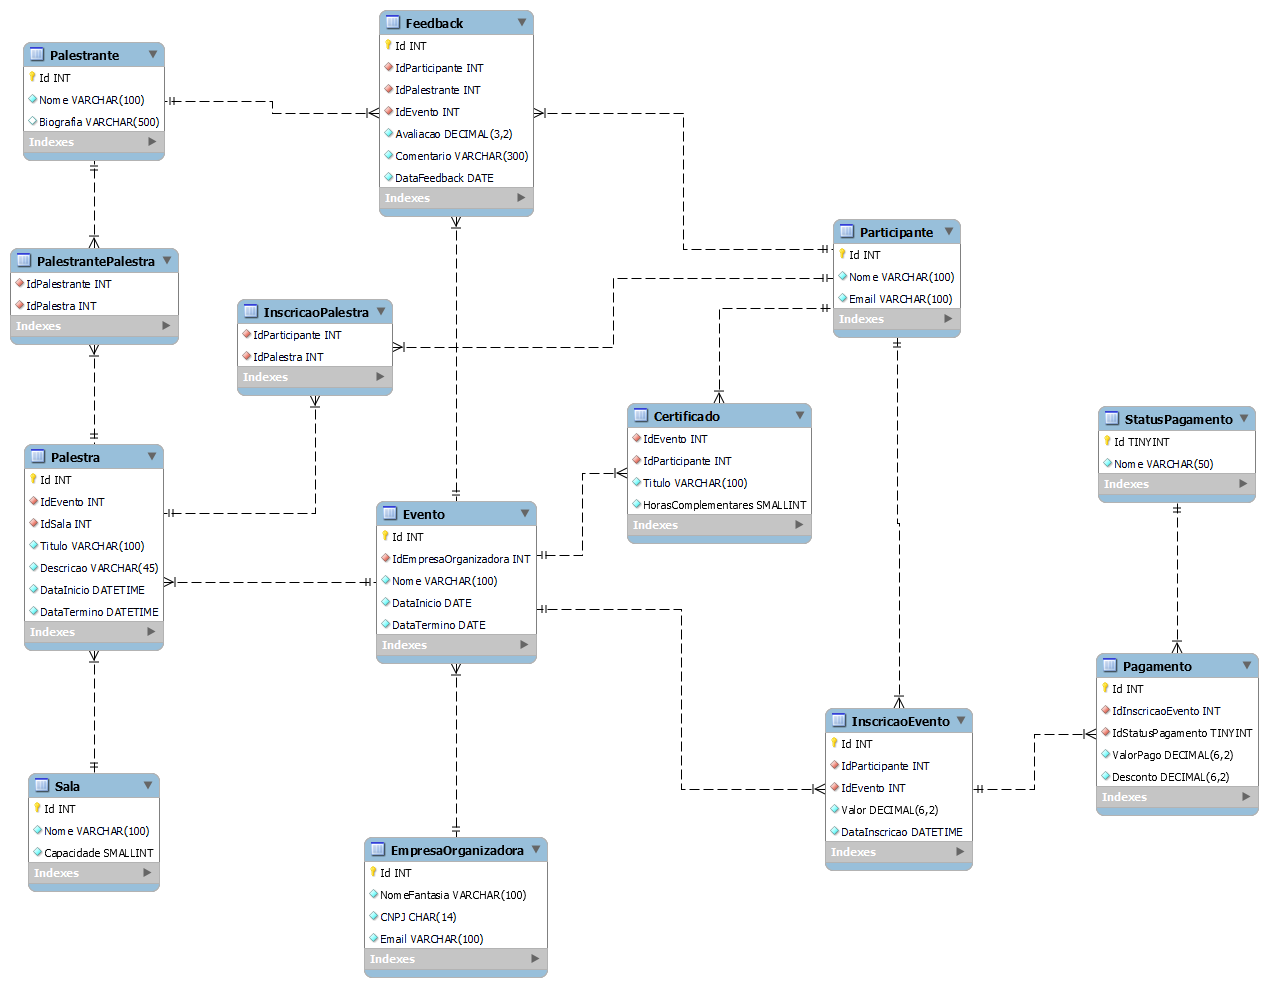 Feedback
Id INT
IdParticipante INT
IdPalestrante INT
IdEvento INT
Avaliacao DECIMAL(3,2)
Comentario VARCHAR(300)
DataFeedback DATE
Indexes
Palestrante
Id INT
Nome VARCHAR(100)
Biografia VARCHAR(500)
Indexes
Participante
Id INT
Nome VARCHAR(100)
Email VARCHAR(100)
Indexes
PalestrantePalestra
IdPalestrante INT
IdPalestra INT
Indexes
InscricaoPalestra
IdParticipante INT
IdPalestra INT
Indexes
Certificado
IdEvento INT
IdParticipante INT
Titulo VARCHAR(100)
HorasComplementares SMALLINT
Indexes
StatusPagamento
Id TINYINT
Nome VARCHAR(50)
Indexes
Palestra
Id INT
IdEvento INT
IdSala INT
Titulo VARCHAR(100)
Descricao VARCHAR(45)
DataInicio DATETIME
DataTermino DATETIME
Indexes
Evento
Id INT
IdEmpresaOrganizadora INT
Nome VARCHAR(100)
DataInicio DATE
DataTermino DATE
Indexes
Pagamento
Id INT
IdInscricaoEvento INT
IdStatusPagamento TINYINT
ValorPago DECIMAL(6,2)
Desconto DECIMAL(6,2)
Indexes
InscricaoEvento
Id INT
IdParticipante INT
IdEvento INT
Valor DECIMAL(6,2)
DataInscricao DATETIME
Indexes
Sala
Id INT
Nome VARCHAR(100)
Capacidade SMALLINT
Indexes
EmpresaOrganizadora
Id INT
NomeFantasia VARCHAR(100)
CNPJ CHAR(14)
Email VARCHAR(100)
Indexes